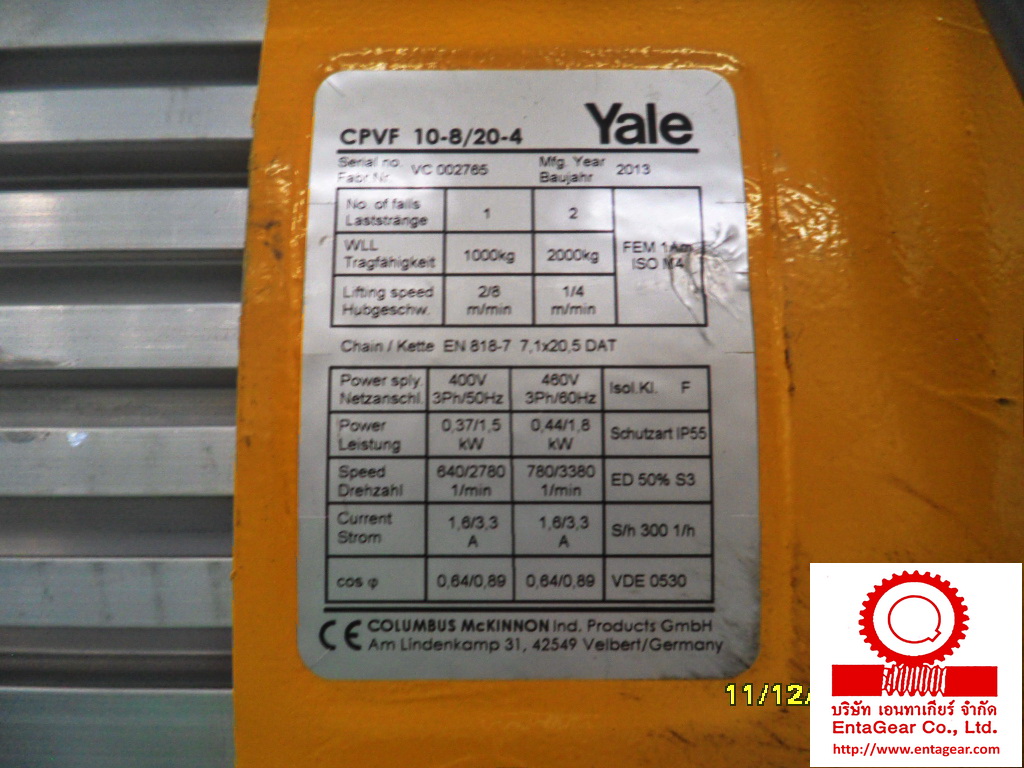 CPVF 10-8/20-4 Yale
Serial no. VC 002765 Mfg. Year 2013
Fabr.Nr. Baujahr
No. of falls 1 2
Laststränge
WLL 1000kg 2000kg FEM 1Am
Tragfähigkeit ISO M4
Lifting speed 2/8 1/4
Hubgeschw. m/min m/min
Chain / Kette EN 818-7 7,1x20,5 DAT
Power sply. 400V 460V Isol.Kl. F
Netzanschl. 3Ph/50Hz 3Ph/60Hz
Power 0,37/1,5 0,44/1,8 Schutzart IP55
Leistung kW kW
Speed 640/2780 780/3380 ED 50% S3
Drehzahl 1/min 1/min
Current 1,6/3,3 1,6/3,3 S/h 300 1/h
Strom A A
cos φ 0,64/0,89 0,64/0,89 VDE 0530
CE COLUMBUS McKINNON Ind. Products GmbH
Am Lindenkamp 31, 42549 Velbert/Germany
11/12/
บริษัท เอนทาเกียร์ จำกัด
EntaGear Co., Ltd.
http://www.entagear.com